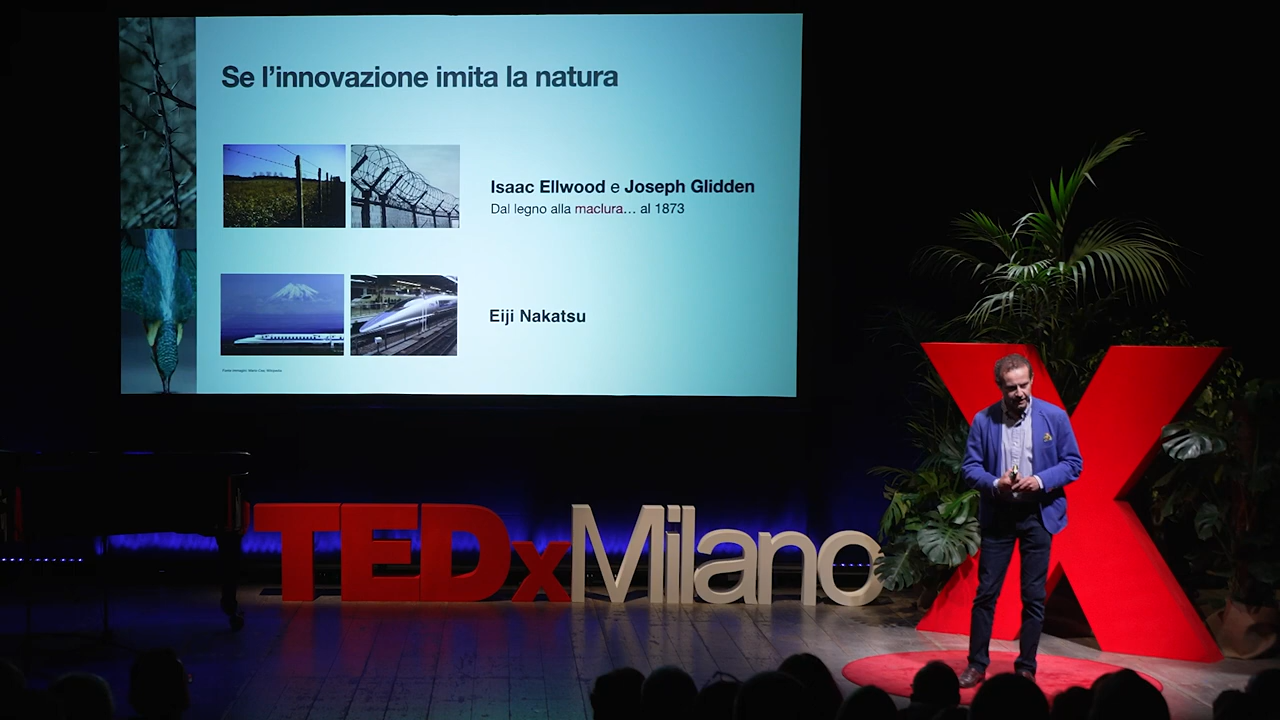 Se l'innovazione imita la natura
Isaac Ellwood e Joseph Glidden
Dal legno alla maclura... al 1873
Eiji Nakatsu
TEDxMilano
X